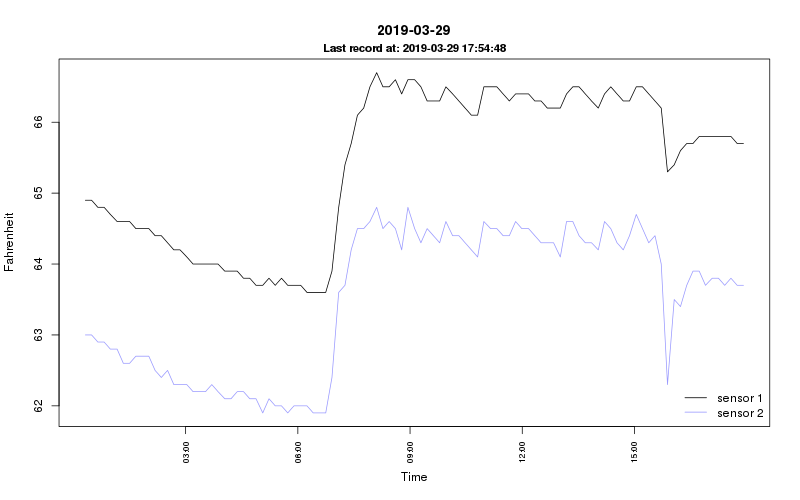 2019-03-29
Last record at: 2019-03-29 17:54:48
Fahrenheit
66
65
64
63
62
sensor 1
sensor 2
03:00
06:00
09:00
12:00
15:00
Time